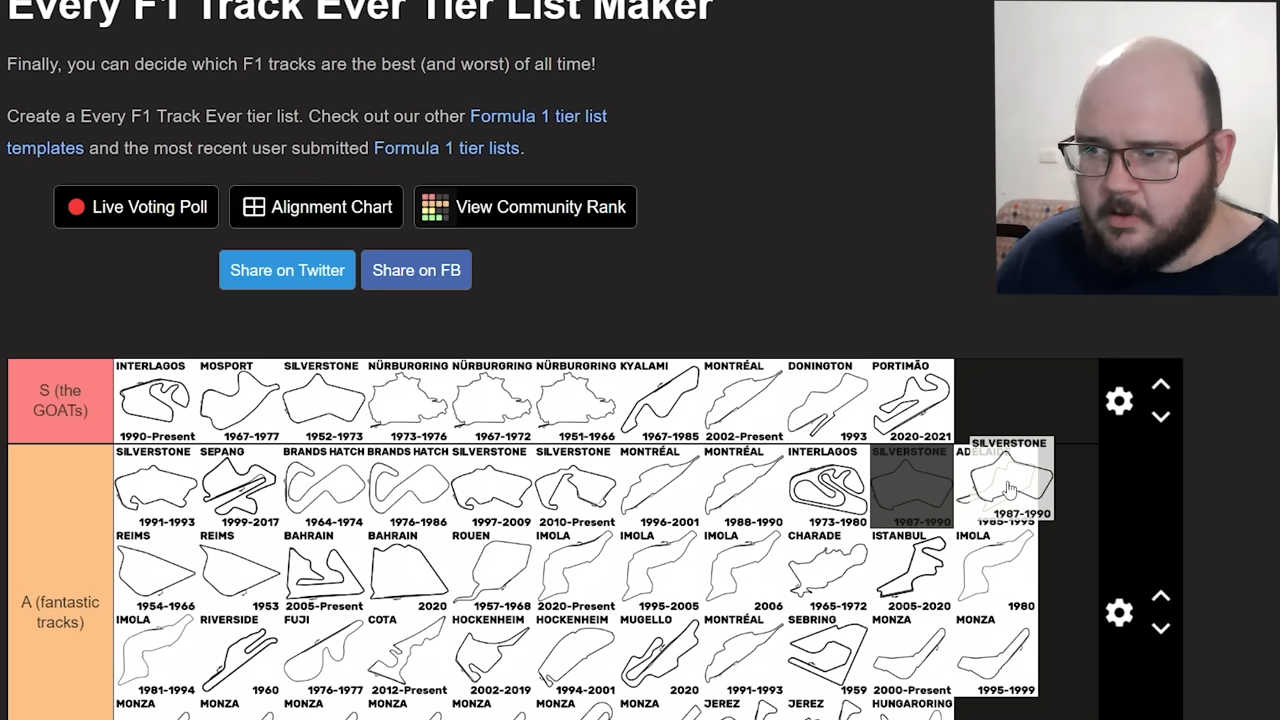 Every F1 Track Ever Tier List Maker
Finally, you can decide which F1 tracks are the best (and worst) of all time!
Create a Every F1 Track Ever tier list. Check out our other Formula 1 tier list
templates and the most recent user submitted Formula 1 tier lists.
Live Voting Poll Alignment Chart View Community Rank
Share on Twitter Share on FB
S (the
GOATs)
INTERLAGOS MOSPORT SILVERSTONE NÜRBURGRING NÜRBURGRING NÜRBURGRING KYALAMI MONTRÉAL DONINGTON PORTIMÃO
1990-Present 1967-1977 1952-1973 1973-1976 1967-1972 1951-1966 1967-1985 2002-Present 1993 2020-2021
A (fantastic
tracks)
SILVERSTONE SEPANG BRANDS HATCH BRANDS HATCH SILVERSTONE SILVERSTONE MONTRÉAL MONTRÉAL INTERLAGOS SILVERSTONE SILVERSTONE
1991-1993 1999-2017 1964-1974 1976-1986 1997-2009 2010-Present 1996-2001 1988-1990 1973-1980 1987-1990 1987-1990
1985-1995
REIMS REIMS BAHRAIN BAHRAIN ROUEN IMOLA IMOLA IMOLA CHARADE ISTANBUL IMOLA
1954-1966 1953 2005-Present 2020 1957-1968 2020-Present 1995-2005 2006 1965-1972 2005-2020 1980
IMOLA RIVERSIDE FUJI COTA HOCKENHEIM HOCKENHEIM MUGELLO MONTRÉAL SEBRING MONZA MONZA
1981-1994 1960 1976-1977 2012-Present 2002-2019 1994-2001 2020 1991-1993 1959 2000-Present 1995-1999
MONZA MONZA MONZA MONZA MONZA MONZA MONZA JEREZ JEREZ HUNGARORING